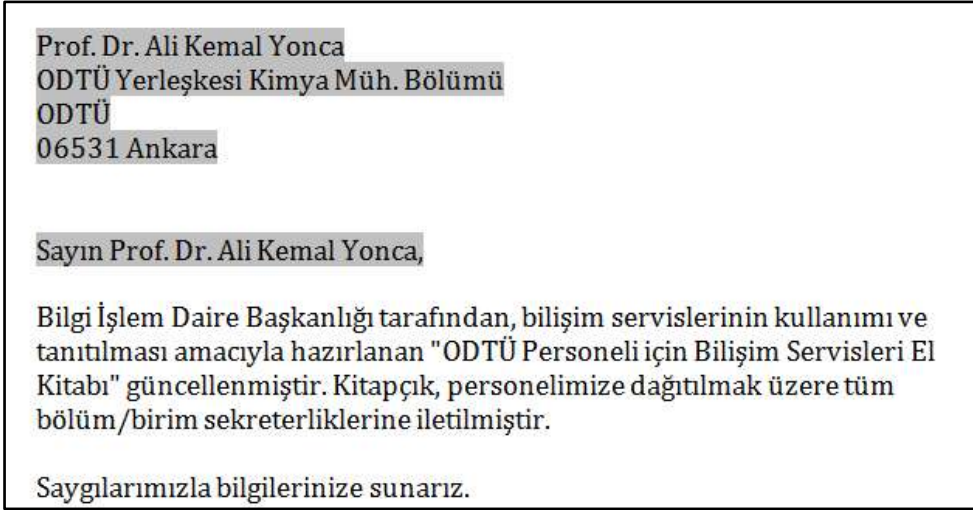 Prof. Dr. Ali Kemal Yonca
ODTÜ Yerleşkesi Kimya Müh. Bölümü
ODTÜ
06531 Ankara
Sayın Prof. Dr. Ali Kemal Yonca,
Bilgi İşlem Daire Başkanlığı tarafından, bilişim servislerinin kullanımı ve
tanıtılması amacıyla hazırlanan "ODTÜ Personeli için Bilişim Servisleri El
Kitabı" güncellenmiştir. Kitapçık, personelimize dağıtılmak üzere tüm
bölüm/birim sekreterliklerine iletilmiştir.
Saygılarımızla bilgilerinize sunarız.